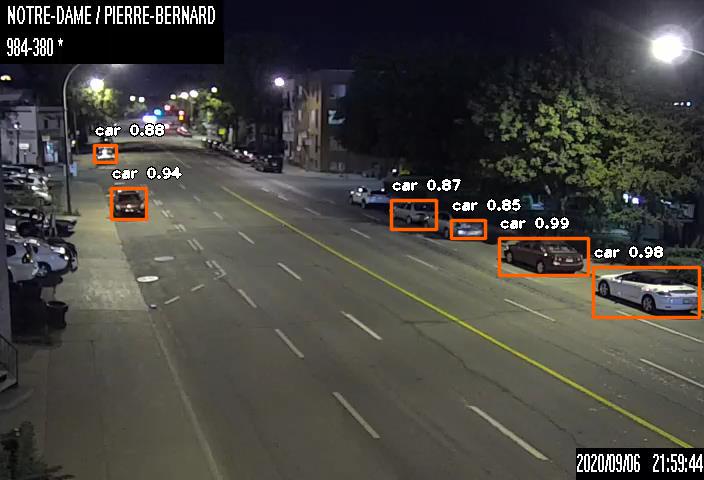 NOTRE-DAME / PIERRE-BERNARD
984-380 *
car 0.88
car 0.94
car 0.87
car 0.85
car 0.99
car 0.98
2020/09/06 21:59:44